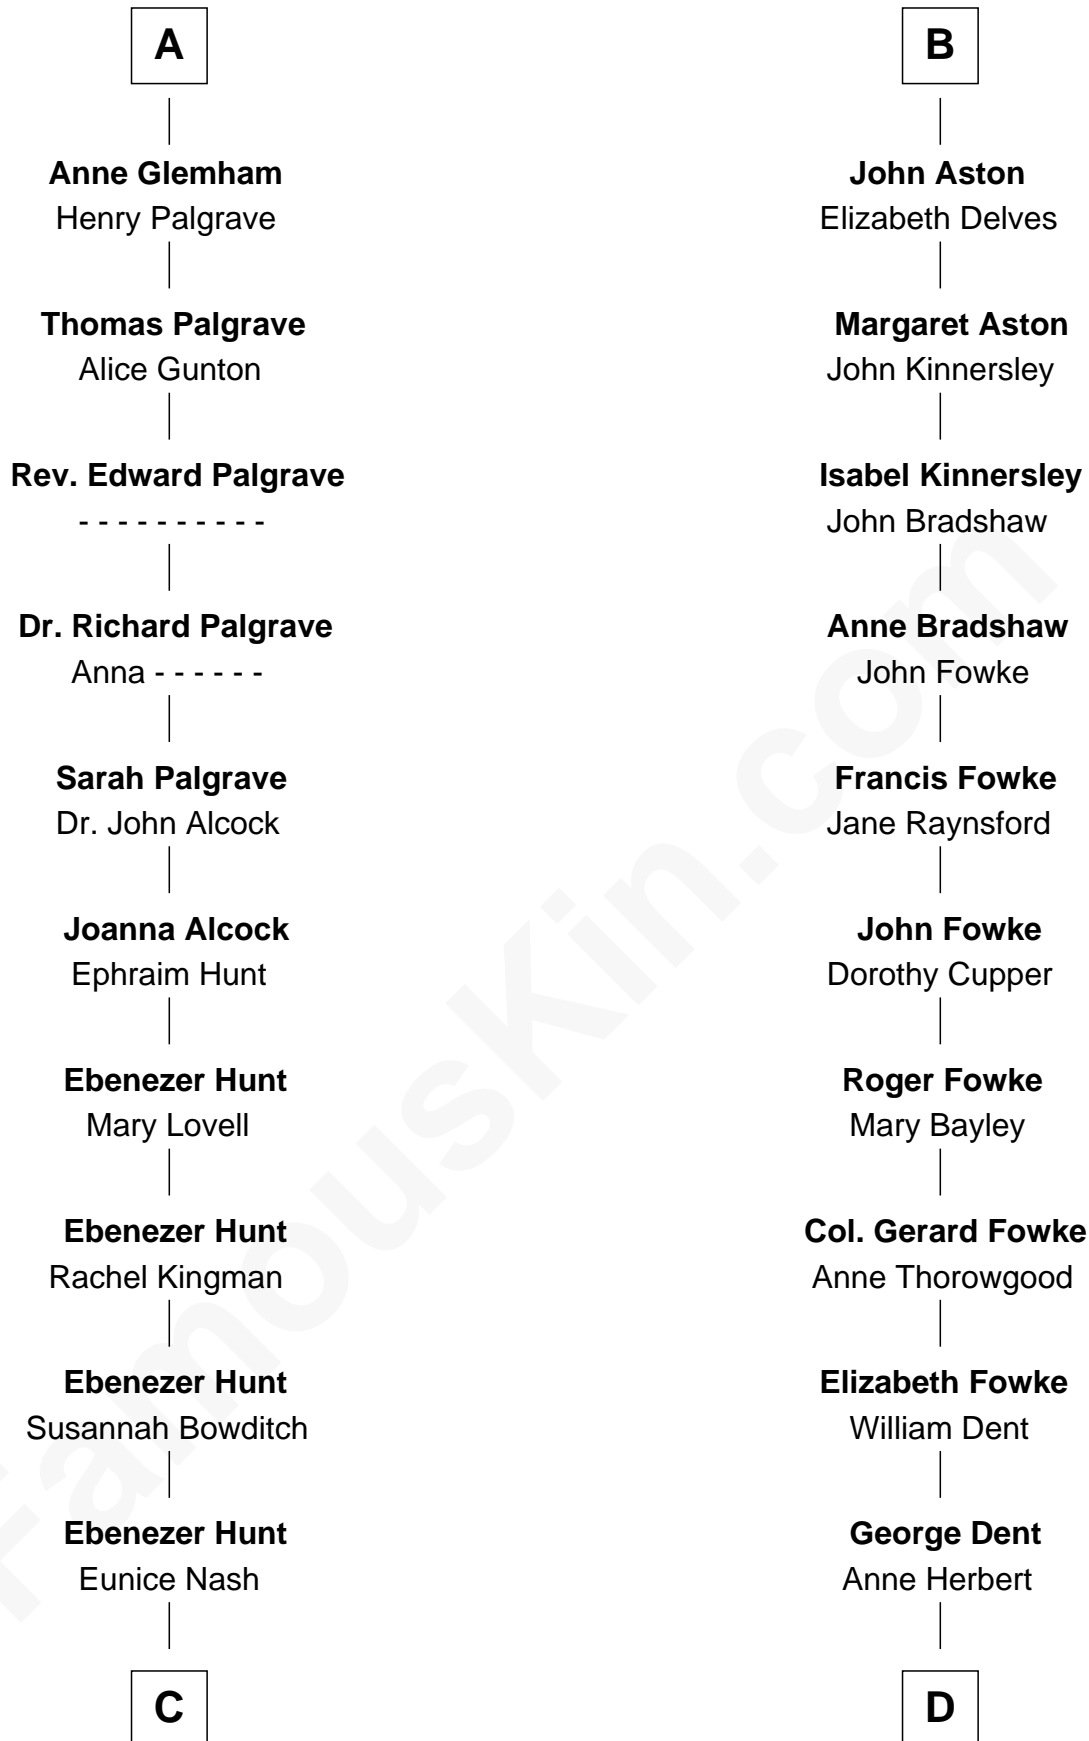 A
Anne Glemham
Henry Palgrave
Thomas Palgrave
Alice Gunton
Rev. Edward Palgrave
- - - - - - - - - -
Dr. Richard Palgrave
Anna - - - - - -
Sarah Palgrave
Dr. John Alcock
Joanna Alcock
Ephraim Hunt
Ebenezer Hunt
Mary Lovell
Ebenezer Hunt
Rachel Kingman
Ebenezer Hunt
Susannah Bowditch
Ebenezer Hunt
Eunice Nash
C
B
John Aston
Elizabeth Delves
Margaret Aston
John Kinnersley
Isabel Kinnersley
John Bradshaw
Anne Bradshaw
John Fowke
Francis Fowke
Jane Raynsford
John Fowke
Dorothy Cupper
Roger Fowke
Mary Bayley
Col. Gerard Fowke
Anne Thorowgood
Elizabeth Fowke
William Dent
George Dent
Anne Herbert
D
FamousKin.com